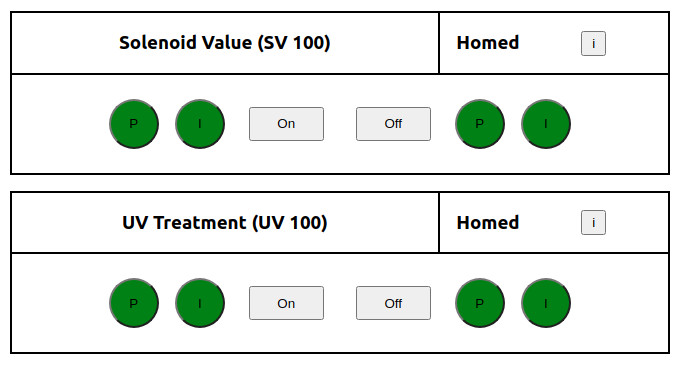 Solenoid Value (SV 100) Homed i
P I On Off P I
UV Treatment (UV 100) Homed i
P I On Off P I